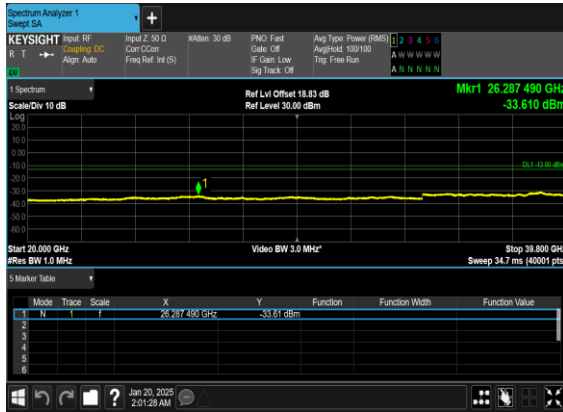 Spectrum Analyzer 1
Swept SA
+
KEYSIGHT Input: RF Input Z: 50 Ω #Atten: 30 dB PNO: Fast Avg Type: Power (RMS) 1 2 3 4 5 6
R T Coupling: DC Corr CCorr Gate: Off Avg|Hold: 100/100 A W W W W W
Align: Auto Freq Ref: Int (S) IF Gain: Low Trig: Free Run
LXI Sig Track: Off A N N N N N
1 Spectrum Ref Lvl Offset 18.83 dB Mkr1 26.287 490 GHz
Scale/Div 10 dB Ref Level 30.00 dBm -33.610 dBm
Log
20.0
10.0
0.00
-10.0
DL1 -13.00 dBm
-20.0
1
-30.0
-40.0
-50.0
-60.0
Start 20.000 GHz Video BW 3.0 MHz* Stop 39.800 GHz
#Res BW 1.0 MHz Sweep 34.7 ms (40001 pts)
5 Marker Table
Mode Trace Scale X Y Function Function Width Function Value
1 N 1 f 26.287 490 GHz -33.61 dBm
2
3
4
5
6
? Jan 20, 2025
2:01:28 AM